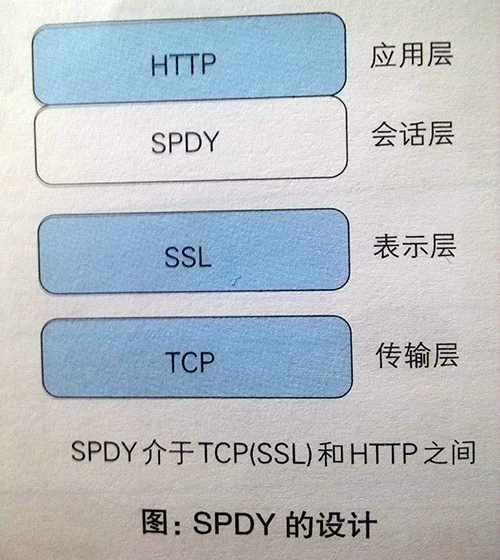 HTTP 应用层
SPDY 会话层
SSL 表示层
TCP 传输层
SPDY 介于 TCP(SSL) 和 HTTP 之间
图：SPDY 的设计